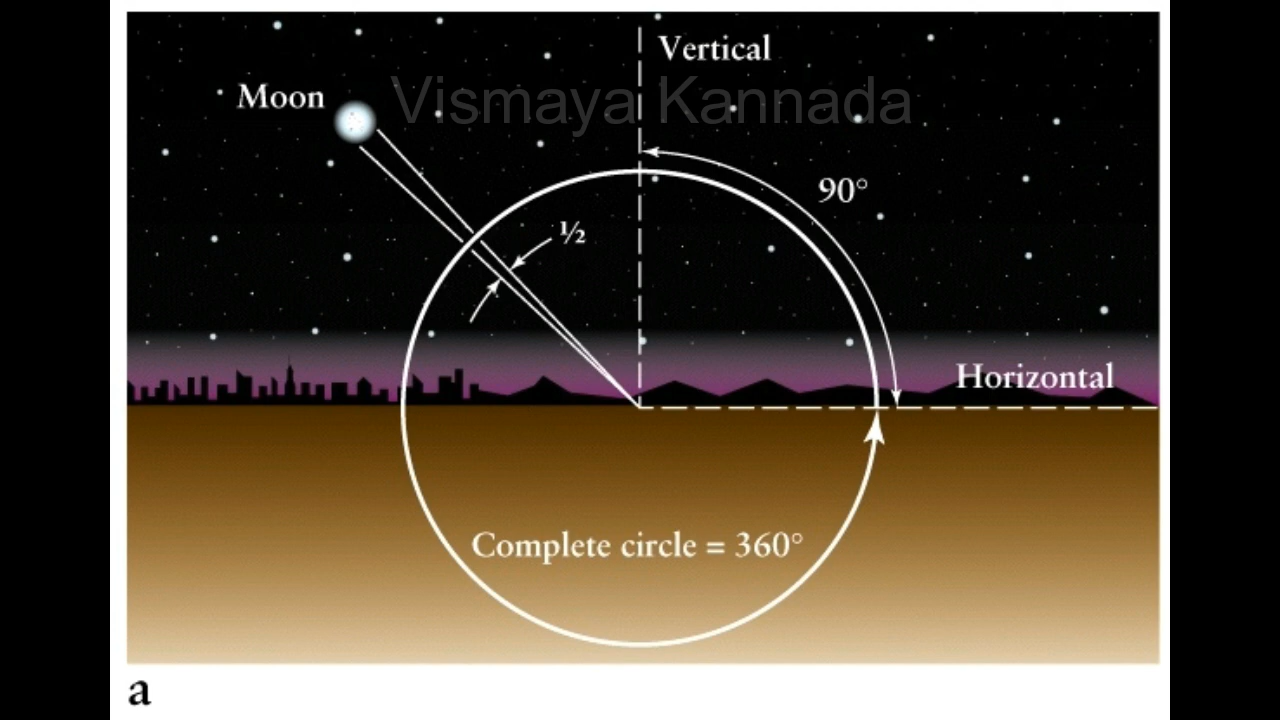 Vertical
Moon
Vismaya Kannada
90°
½
Horizontal
Complete circle = 360°
a